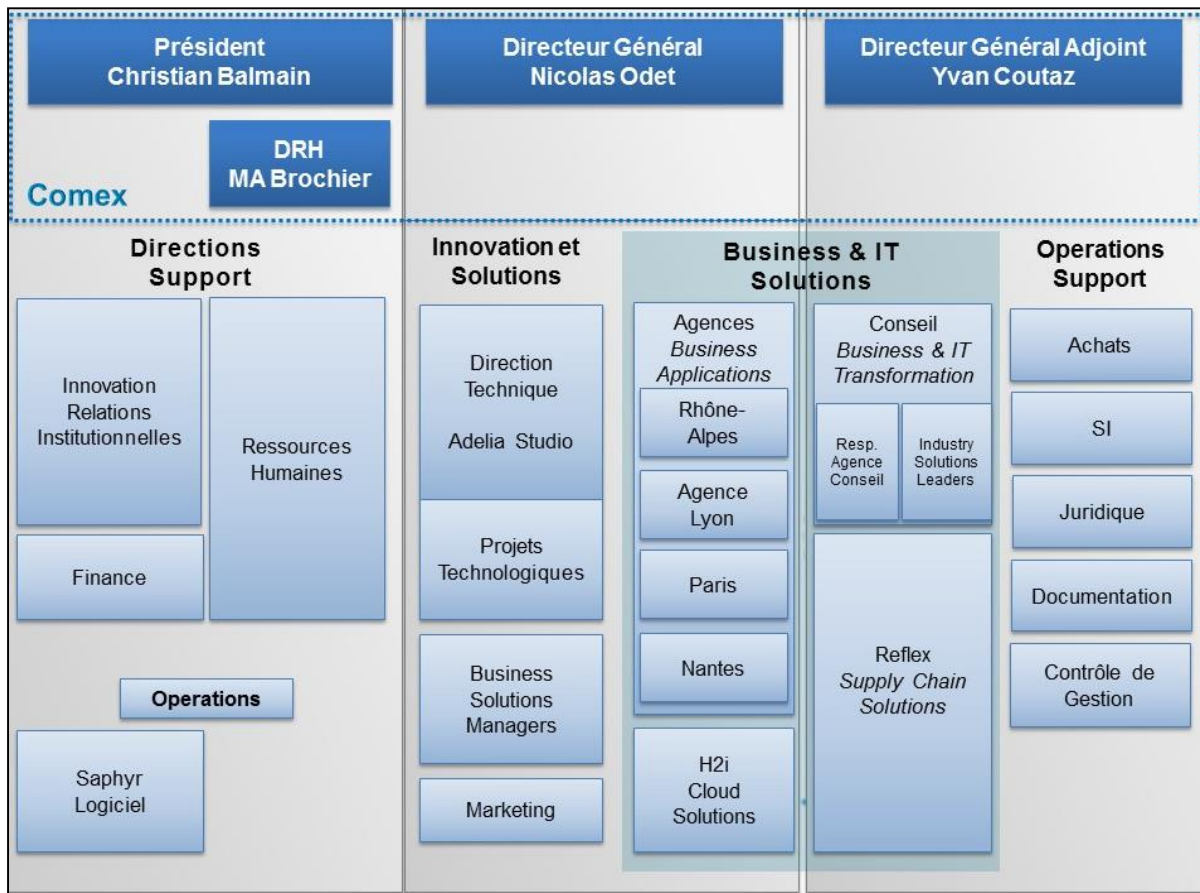 Président
Christian Balmain
Directeur Général
Nicolas Odet
Directeur Général Adjoint
Yvan Coutaz
DRH
MA Brochier
Comex
Directions
Support
Innovation et
Solutions
Business & IT
Solutions
Operations
Support
Innovation
Relations
Institutionnelles
Ressources
Humaines
Finance
Operations
Saphyr
Logiciel
Direction
Technique
Adelia Studio
Projets
Technologiques
Business
Solutions
Managers
Marketing
Agences
Business
Applications
Rhône-
Alpes
Agence
Lyon
Paris
Nantes
H2i
Cloud
Solutions
Conseil
Business & IT
Transformation
Resp.
Agence
Conseil
Industry
Solutions
Leaders
Reflex
Supply Chain
Solutions
Achats
SI
Juridique
Documentation
Contrôle de
Gestion